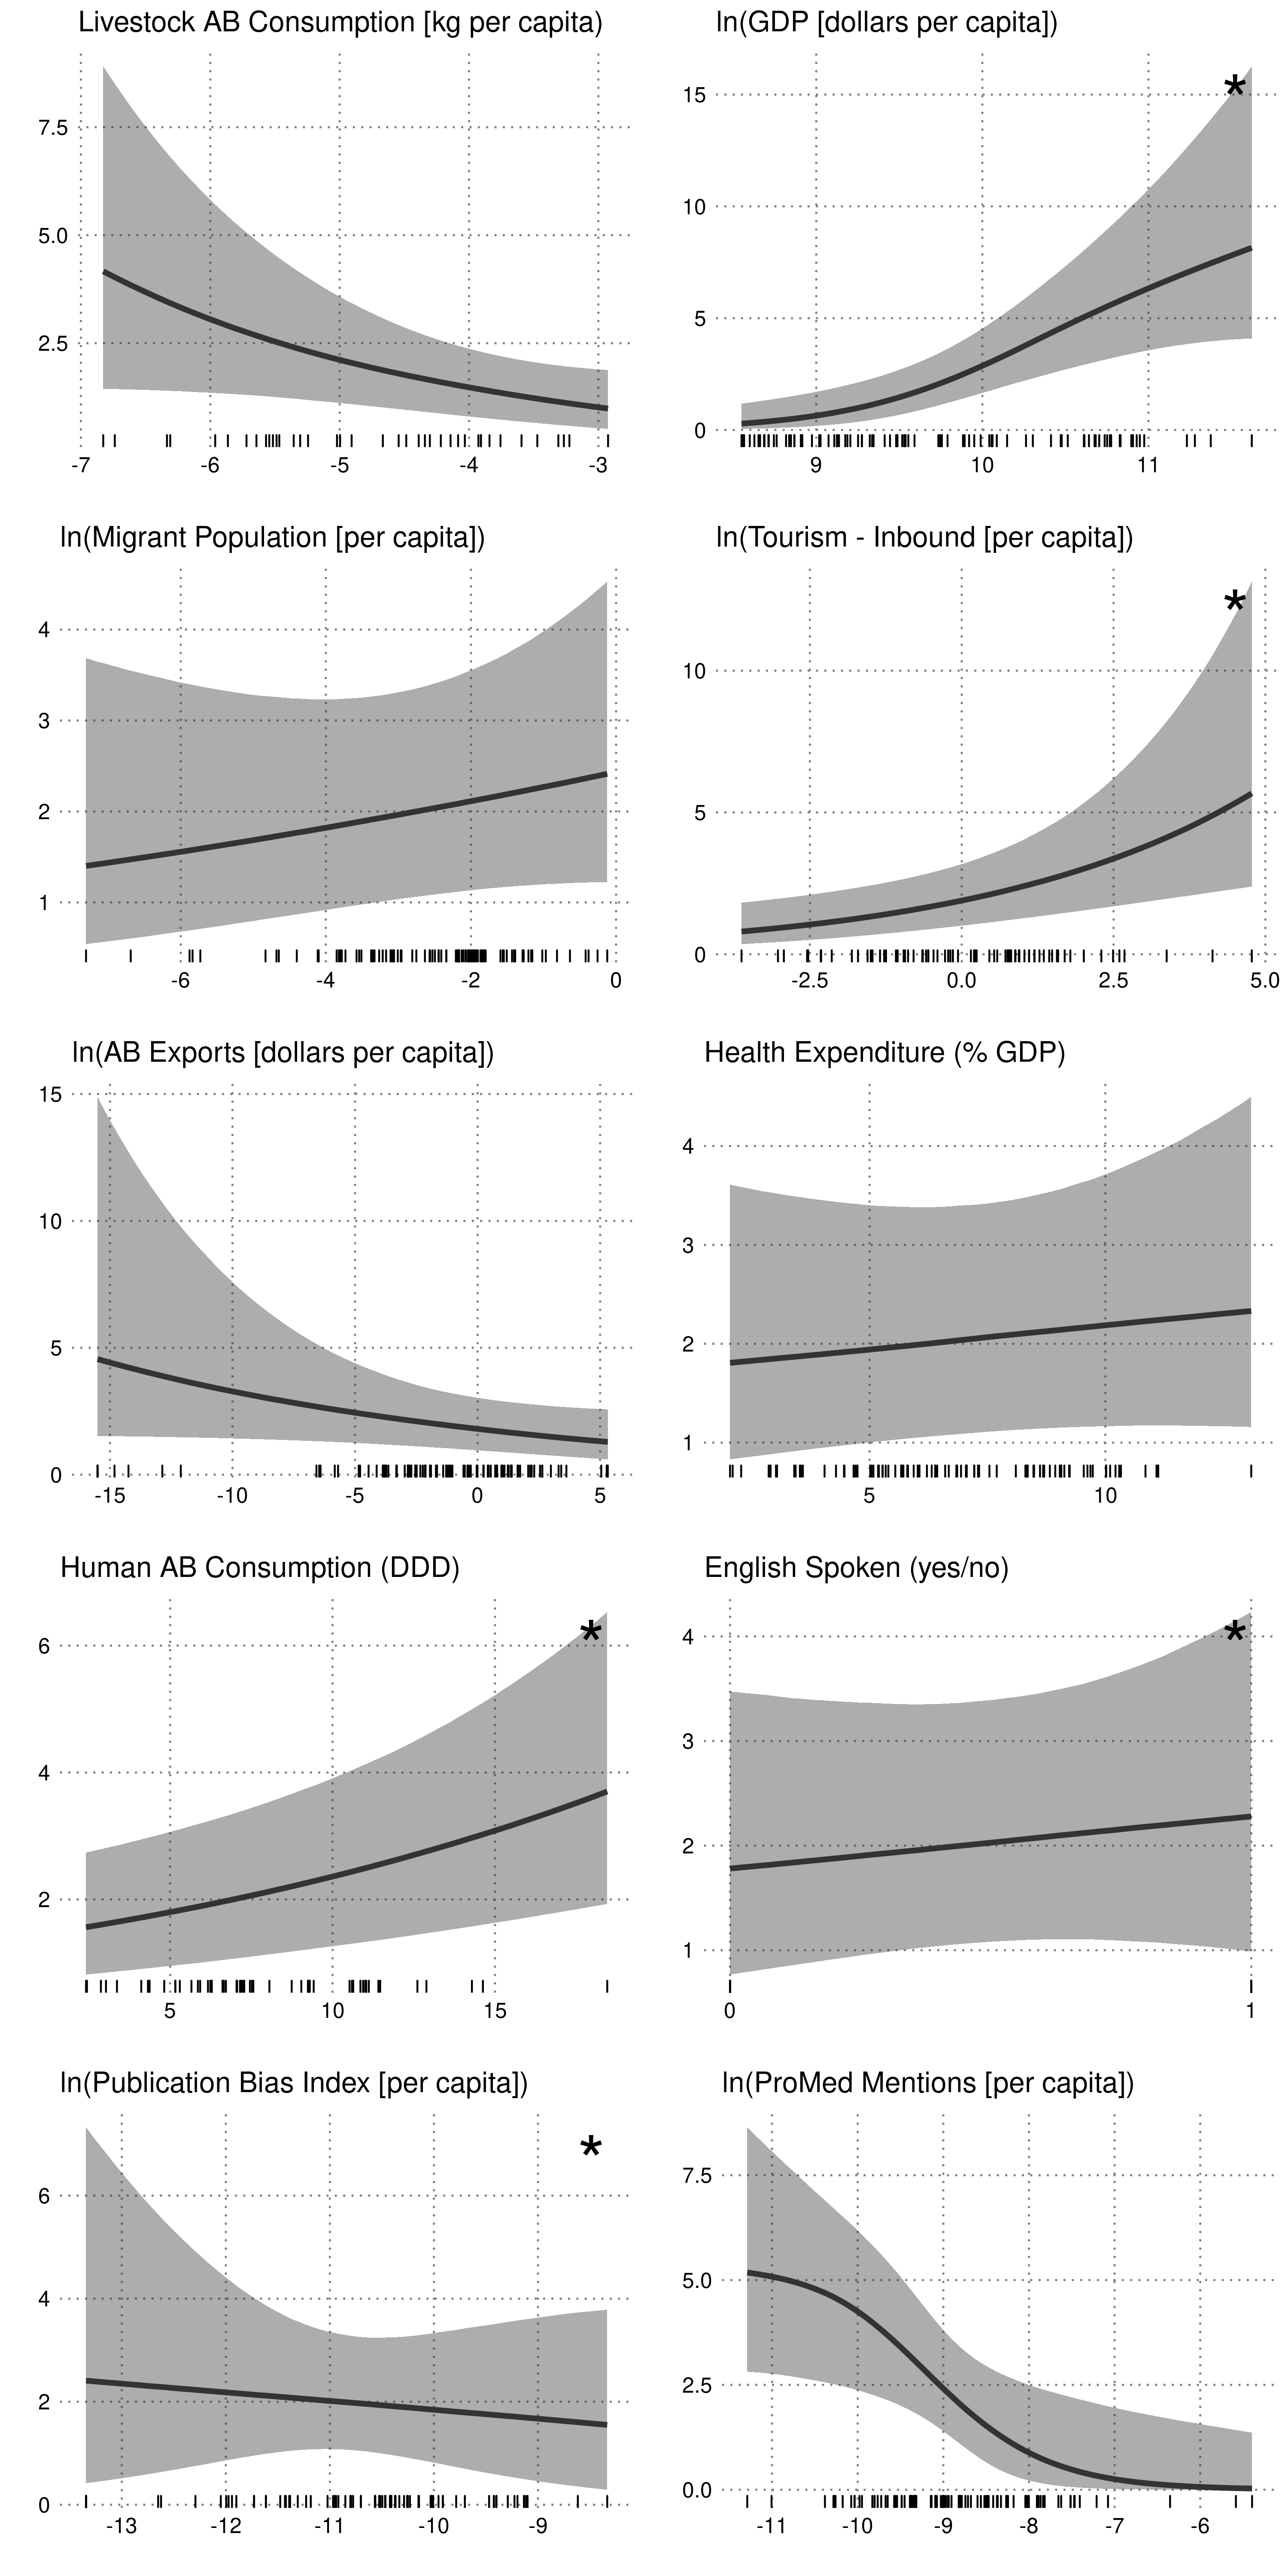 Livestock AB Consumption [kg per capita)
7.5
5.0
2.5
-7 -6 -5 -4 -3
ln(GDP [dollars per capita])
*
15
10
5
0
9 10 11
ln(Migrant Population [per capita])
4
3
2
1
-6 -4 -2 0
ln(Tourism - Inbound [per capita])
*
10
5
0
-2.5 0.0 2.5 5.0
ln(AB Exports [dollars per capita])
15
10
5
0
-15 -10 -5 0 5
Health Expenditure (% GDP)
4
3
2
1
5 10
Human AB Consumption (DDD)
*
6
4
2
5 10 15
English Spoken (yes/no)
*
4
3
2
1
0 1
ln(Publication Bias Index [per capita])
*
6
4
2
0
-13 -12 -11 -10 -9
ln(ProMed Mentions [per capita])
7.5
5.0
2.5
0.0
-11 -10 -9 -8 -7 -6